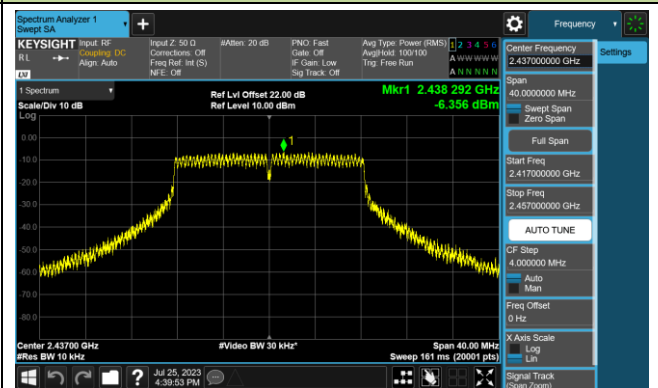 Spectrum Analyzer 1
Swept SA
Frequency
KEYSIGHT
RL
Input: RF
Coupling: DC
Align: Auto
Input Z: 50 Ω
Corrections: Off
Freq Ref: Int (S)
NFE: Off
#Atten: 20 dB
PNO: Fast
Gate: Off
IF Gain: Low
Sig Track: Off
Avg Type: Power (RMS)
Avg|Hold: 100/100
Trig: Free Run
1 2 3 4 5 6
A W W W W W
A N N N N N
1 Spectrum
Scale/Div 10 dB
Log
Ref Lvl Offset 22.00 dB
Ref Level 10.00 dBm
Mkr1 2.438 292 GHz
-6.356 dBm
1
0.00
-10.0
-20.0
-30.0
-40.0
-50.0
-60.0
-70.0
-80.0
Center 2.43700 GHz
#Res BW 10 kHz
#Video BW 30 kHz*
Span 40.00 MHz
Sweep 161 ms (20001 pts)
Jul 25, 2023
4:39:53 PM
Center Frequency
2.437000000 GHz
Settings
Span
40.0000000 MHz
Swept Span
Zero Span
Full Span
Start Freq
2.417000000 GHz
Stop Freq
2.457000000 GHz
AUTO TUNE
CF Step
4.000000 MHz
Auto
Man
Freq Offset
0 Hz
X Axis Scale
Log
Lin
Signal Track
(Span Zoom)